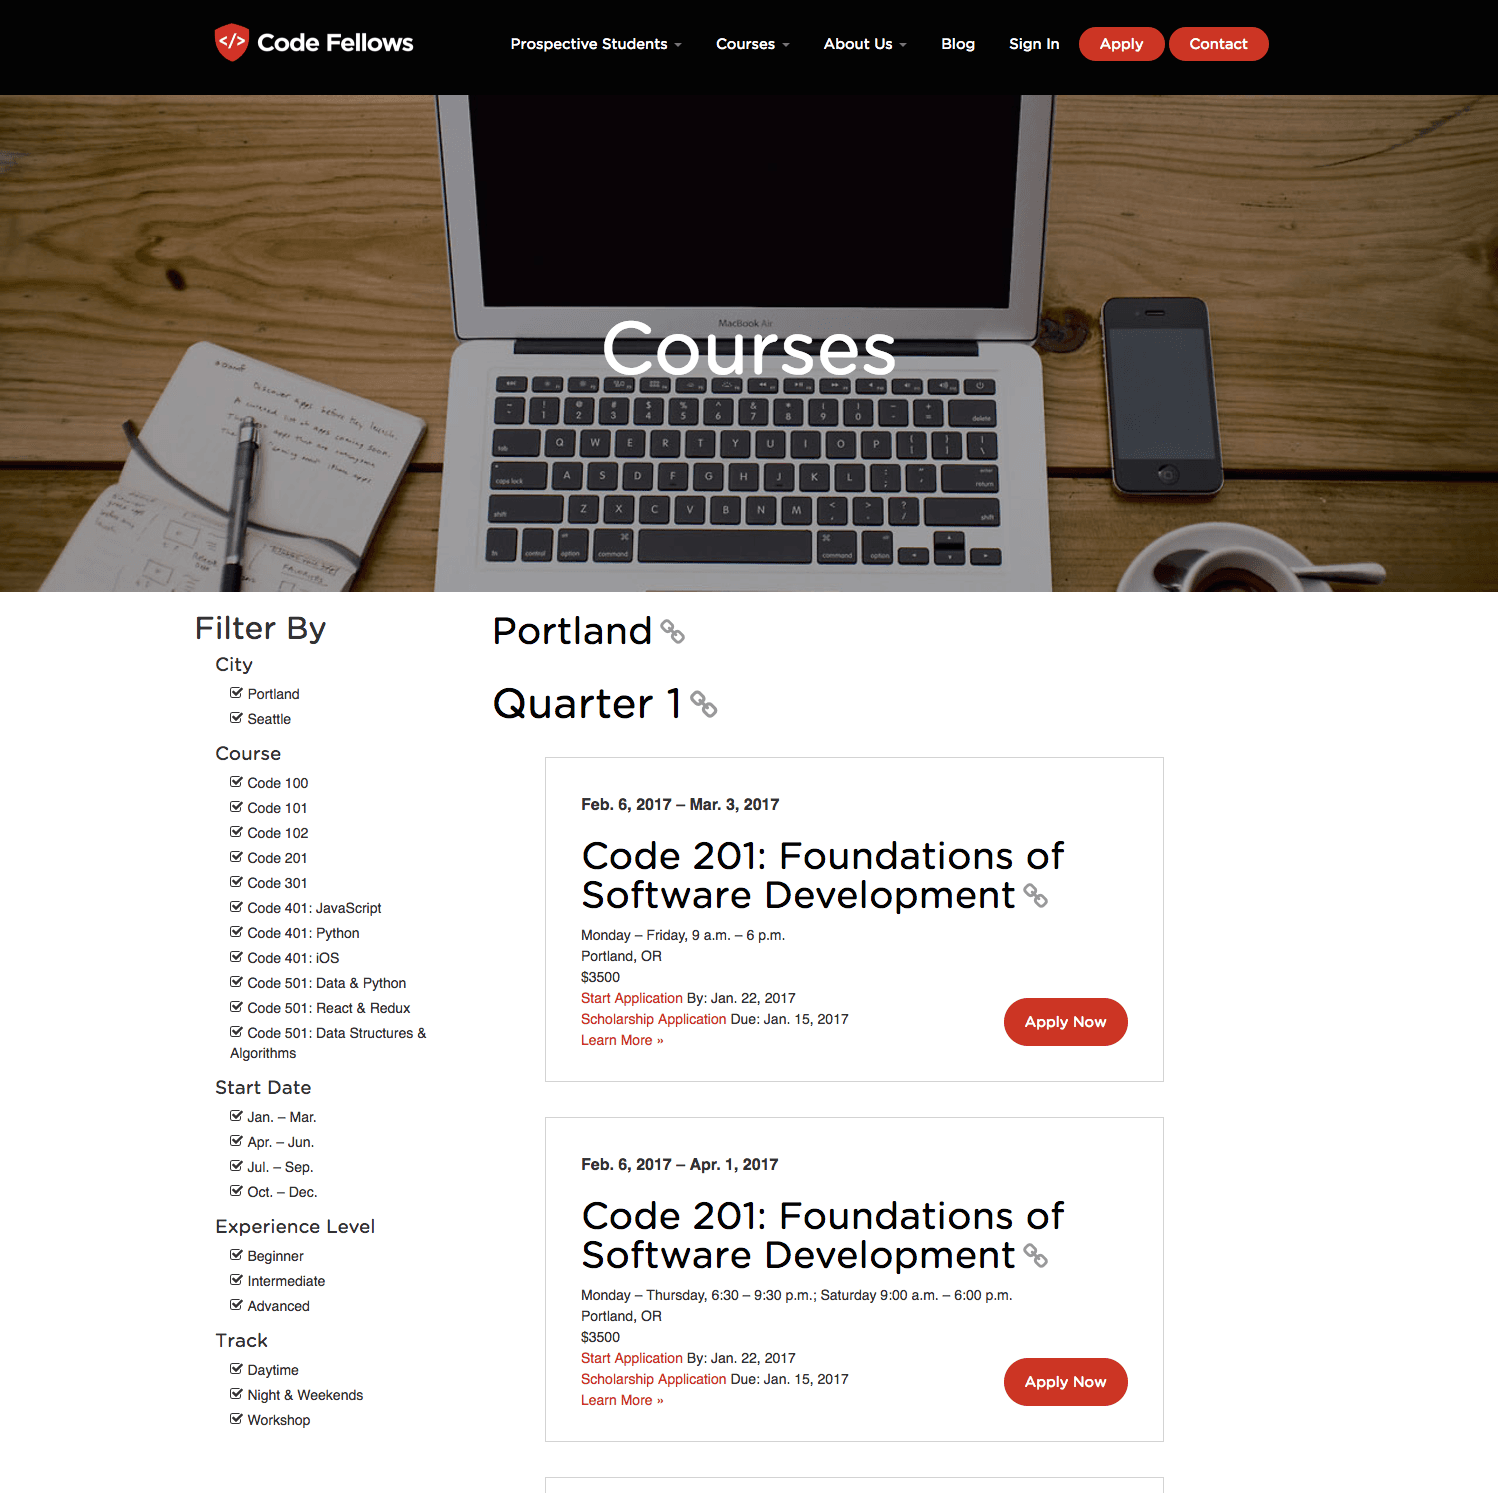 Code Fellows
Prospective Students
Courses
About Us
Blog
Sign In
Apply
Contact
MacBook Air
Courses
Filter By
City
Portland
Seattle
Course
Code 100
Code 101
Code 102
Code 201
Code 301
Code 401: JavaScript
Code 401: Python
Code 401: iOS
Code 501: Data & Python
Code 501: React & Redux
Code 501: Data Structures &
Algorithms
Start Date
Jan. – Mar.
Apr. – Jun.
Jul. – Sep.
Oct. – Dec.
Experience Level
Beginner
Intermediate
Advanced
Track
Daytime
Night & Weekends
Workshop
Portland
Quarter 1
Feb. 6, 2017 – Mar. 3, 2017
Code 201: Foundations of
Software Development
Monday – Friday, 9 a.m. – 6 p.m.
Portland, OR
$3500
Start Application By: Jan. 22, 2017
Scholarship Application Due: Jan. 15, 2017
Learn More »
Apply Now
Feb. 6, 2017 – Apr. 1, 2017
Code 201: Foundations of
Software Development
Monday – Thursday, 6:30 – 9:30 p.m.; Saturday 9:00 a.m. – 6:00 p.m.
Portland, OR
$3500
Start Application By: Jan. 22, 2017
Scholarship Application Due: Jan. 15, 2017
Learn More »
Apply Now